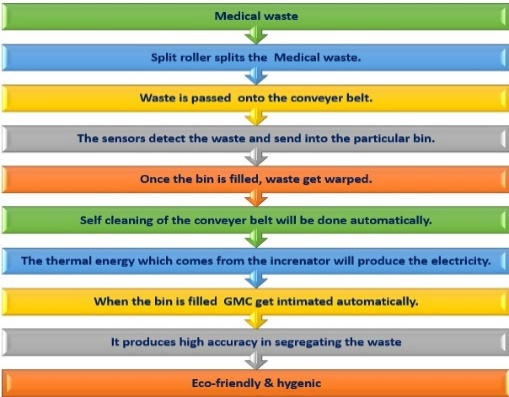 Medical waste
Split roller splits the Medical waste.
Waste is passed onto the conveyer belt.
The sensors detect the waste and send into the particular bin.
Once the bin is filled, waste get warped.
Self cleaning of the conveyer belt will be done automatically.
The thermal energy which comes from the increnator will produce the electricity.
When the bin is filled GMC get intimated automatically.
It produces high accuracy in segregating the waste
Eco-friendly & hygenic